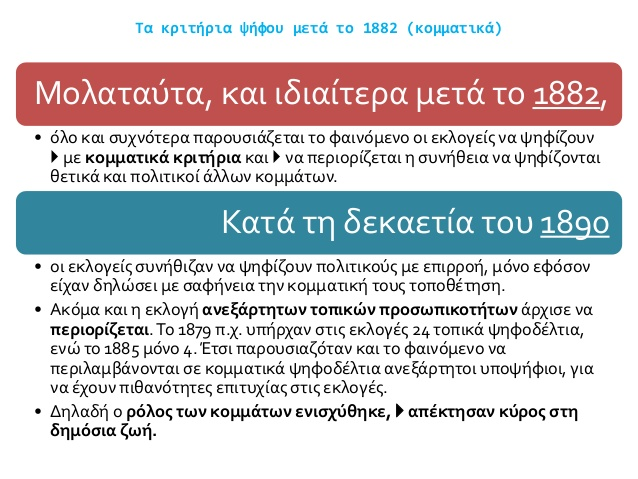 Τα κριτήρια ψήφου μετά το 1882 (κομματικά)
Μολαταύτα, και ιδιαίτερα μετά το 1882,
• όλο και συχνότερα παρουσιάζεται το φαινόμενο οι εκλογείς να ψηφίζουν
⏵με κομματικά κριτήρια και⏵ να περιορίζεται η συνήθεια να ψηφίζονται
θετικά και πολιτικοί άλλων κομμάτων.
Κατά τη δεκαετία του 1890
• οι εκλογείς συνήθιζαν να ψηφίζουν πολιτικούς με επιρροή, μόνο εφόσον
είχαν δηλώσει με σαφήνεια την κομματική τους τοποθέτηση.
• Ακόμα και η εκλογή ανεξάρτητων τοπικών προσωπικοτήτων άρχισε να
περιορίζεται. Το 1879 π.χ. υπήρχαν στις εκλογές 24 τοπικά ψηφοδέλτια,
ενώ το 1885 μόνο 4. Έτσι παρουσιαζόταν και το φαινόμενο να
περιλαμβάνονται σε κομματικά ψηφοδέλτια ανεξάρτητοι υποψήφιοι, για
να έχουν πιθανότητες επιτυχίας στις εκλογές.
• Δηλαδή ο ρόλος των κομμάτων ενισχύθηκε, ⏵απέκτησαν κύρος στη
δημόσια ζωή.